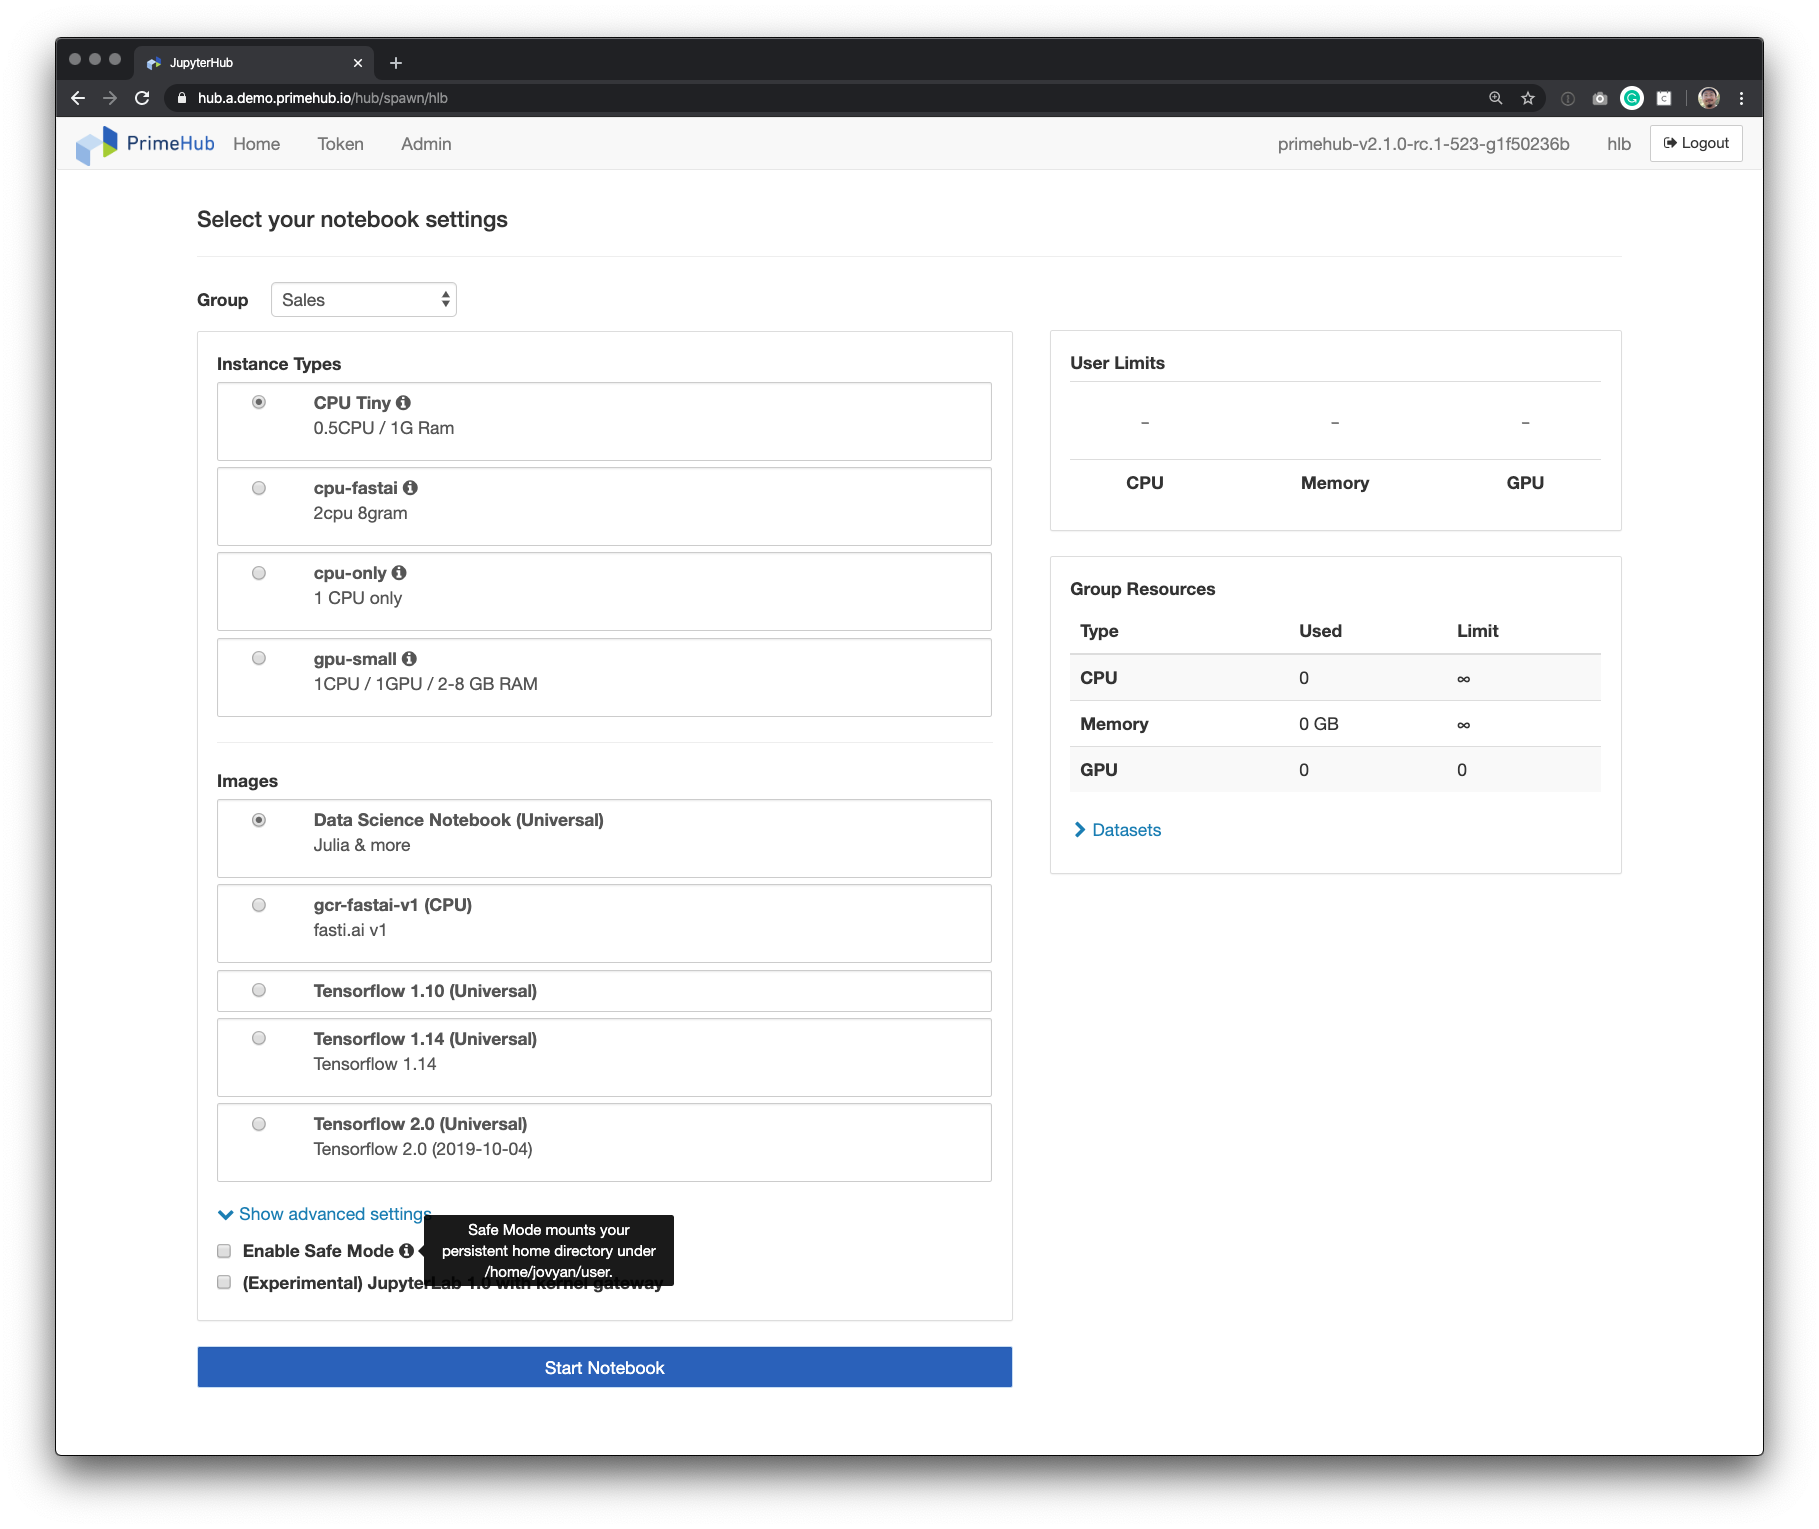 JupyterHub
hub.a.demo.primehub.io/hub/spawn/hlb
PrimeHub Home Token Admin primehub-v2.1.0-rc.1-523-g1f50236b hlb Logout
Select your notebook settings
Group Sales
Instance Types
CPU Tiny
0.5CPU / 1G Ram
cpu-fastai
2cpu 8gram
cpu-only
1 CPU only
gpu-small
1CPU / 1GPU / 2-8 GB RAM
Images
Data Science Notebook (Universal)
Julia & more
gcr-fastai-v1 (CPU)
fasti.ai v1
Tensorflow 1.10 (Universal)
Tensorflow 1.14 (Universal)
Tensorflow 1.14
Tensorflow 2.0 (Universal)
Tensorflow 2.0 (2019-10-04)
Show advanced settings
Enable Safe Mode
Safe Mode mounts your
persistent home directory under
/home/jovyan/user.
(Experimental) JupyterLab 1.0 with kernel gateway
Start Notebook
User Limits
- - -
CPU Memory GPU
Group Resources
Type Used Limit
CPU 0 ∞
Memory 0 GB ∞
GPU 0 0
Datasets